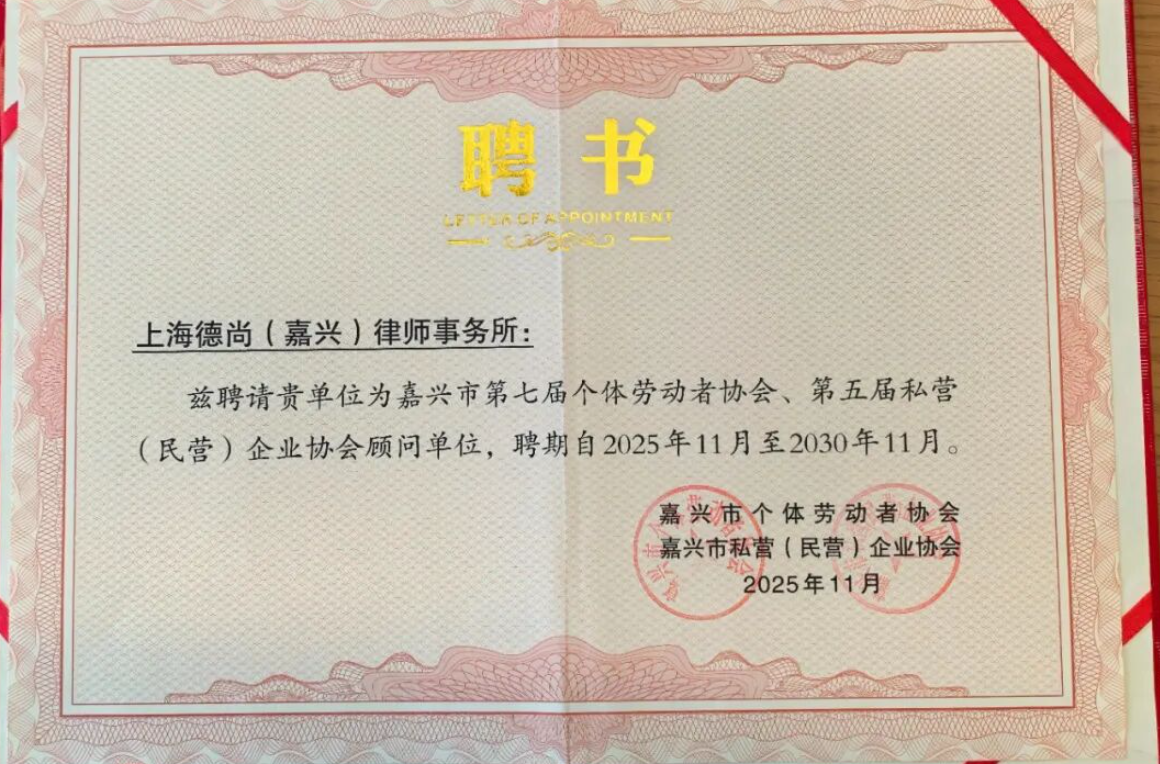 聘书
LETTER OF APPOINTMENT
上海德尚（嘉兴）律师事务所：
兹聘请贵单位为嘉兴市第七届个体劳动者协会、第五届私营
（民营）企业协会顾问单位，聘期自2025年11月至2030年11月。
嘉兴市个体劳动者协会
嘉兴市私营（民营）企业协会
2025年11月